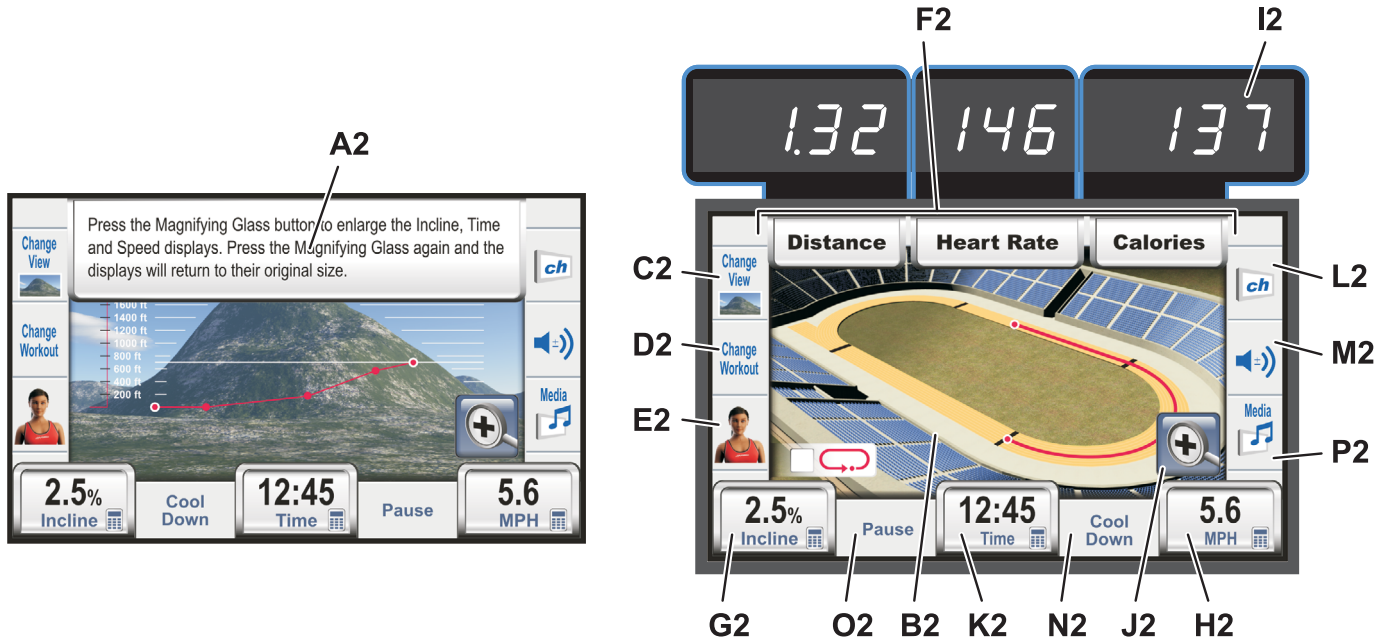 A2
Press the Magnifying Glass button to enlarge the Incline, Time
and Speed displays. Press the Magnifying Glass again and the
displays will return to their original size.
Change
View
ch
1600 ft
1400 ft
1200 ft
1000 ft
800 ft
600 ft
400 ft
200 ft
Change
Workout
Media
2.5%
Incline
Cool
Down
12:45
Time
Pause
5.6
MPH
F2
I2
1.32
146
137
Distance
Heart Rate
Calories
C2
Change
View
ch
L2
D2
Change
Workout
M2
E2
Media
P2
2.5%
Incline
Pause
12:45
Time
Cool
Down
5.6
MPH
G2
O2
B2
K2
N2
J2
H2